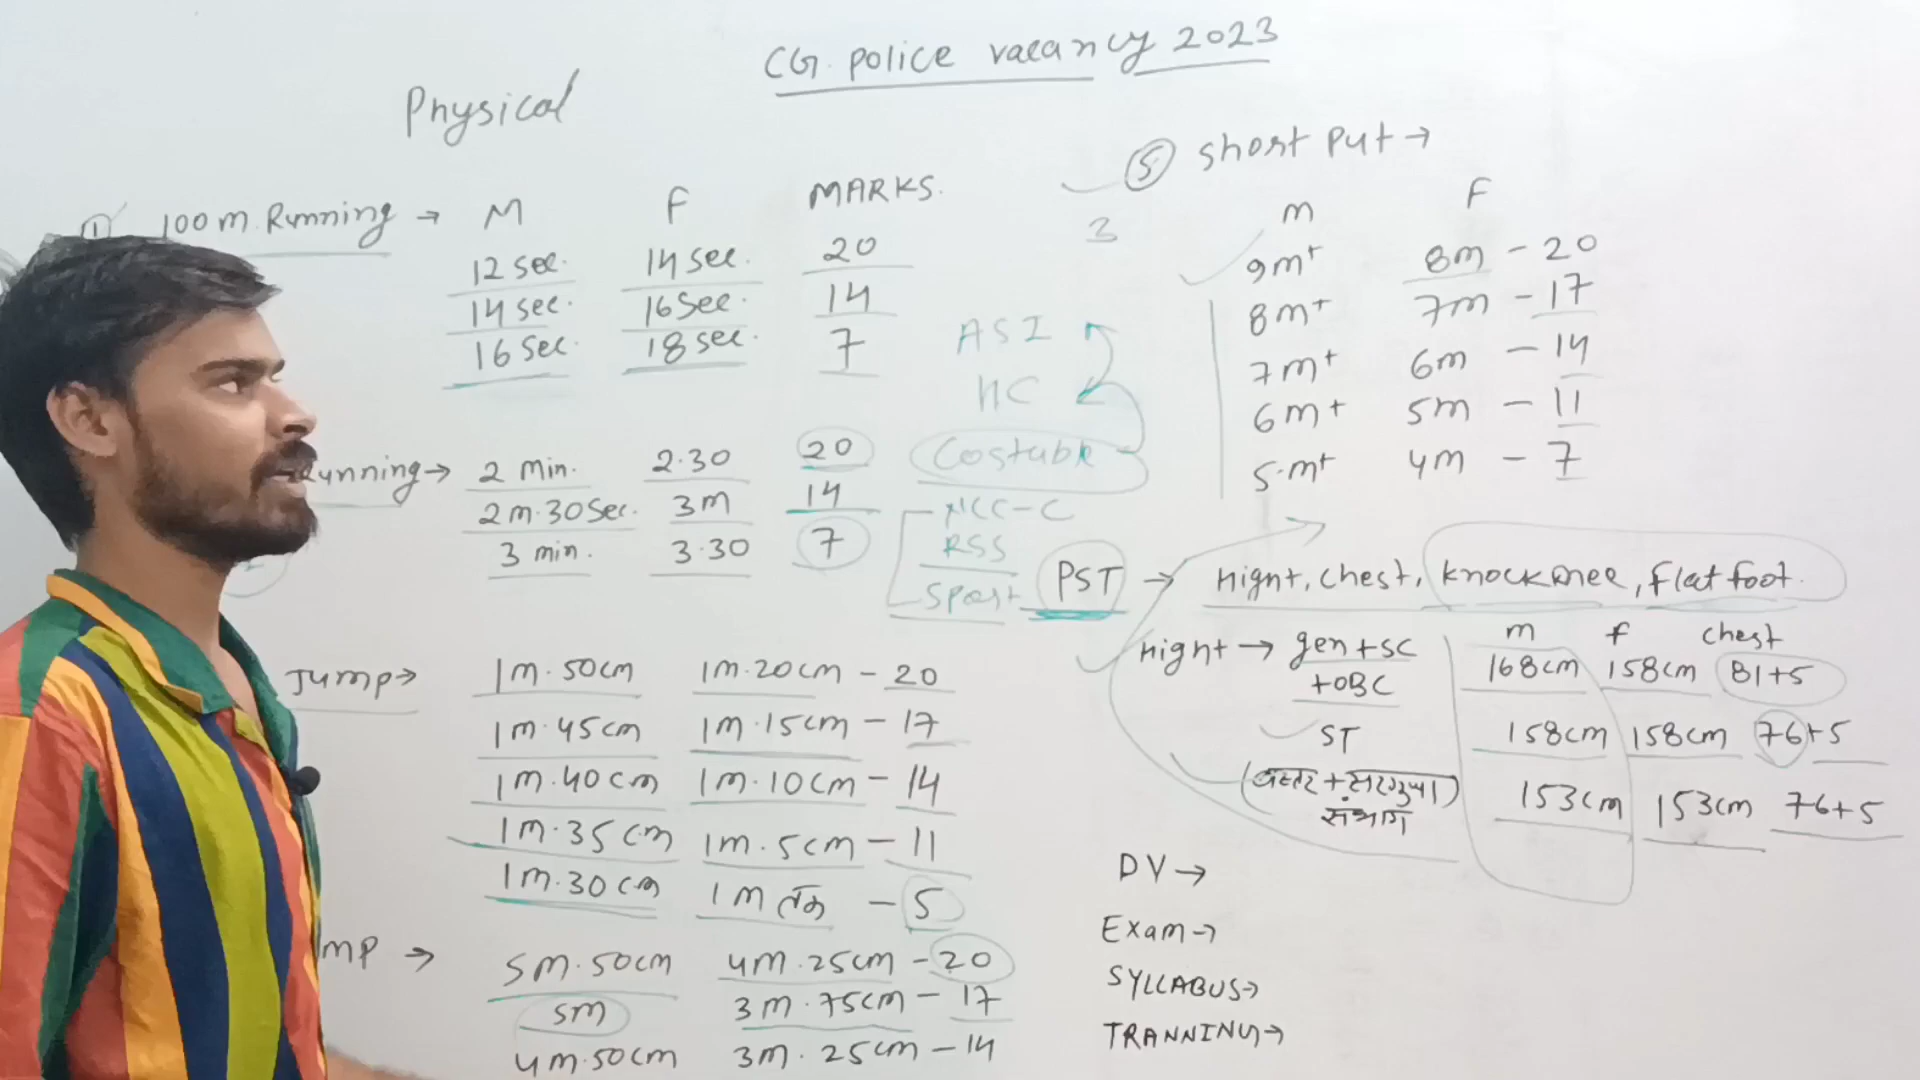 CG. police vacancy 2023
Physical
① 100 m. Running → M F MARKS.
12 sec. 14 sec. 20
14 sec. 16 sec. 14
16 sec. 18 sec. 7
Running → 2 min. 2.30 20
2 m. 30 Sec. 3 m 14
3 min. 3.30 7
Jump → 1m. 50cm 1m. 20cm - 20
1m. 45cm 1m. 15cm - 17
1m. 40cm 1m. 10cm - 14
1m. 35cm 1m. 5cm - 11
1m. 30cm 1m तक - 5
mp → 5m. 50cm 4m. 25cm - 20
5m 3m. 75cm - 17
4m. 50cm 3m. 25cm - 14
ASI
HC
Costuble
NCC-C
RSS
Sport
3
⑤ short put →
m F
9m+ 8m - 20
8m+ 7m - 17
7m+ 6m - 14
6m+ 5m - 11
5.m+ 4m - 7
PST → Hight, chest, knocknee, flat foot.
m f chest
Hight → gen+SC 168cm 158cm 81+5
+OBC
ST 158cm 158cm 76+5
(बस्तर + सरगुजा) 153cm 153cm 76+5
संभाग
DV →
Exam →
SYLLABUS →
TRANNING →